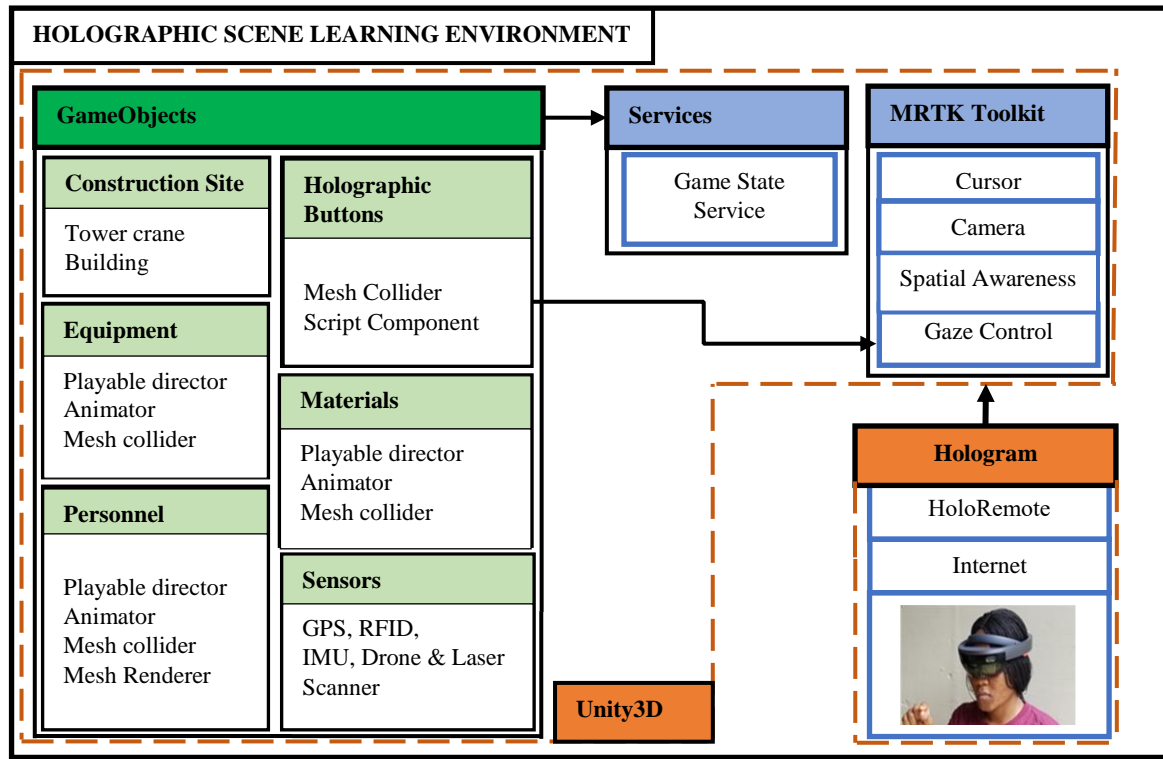 HOLOGRAPHIC SCENE LEARNING ENVIRONMENT
GameObjects
Construction Site
Tower crane
Building
Equipment
Playable director
Animator
Mesh collider
Personnel
Playable director
Animator
Mesh collider
Mesh Renderer
Holographic
Buttons
Mesh Collider
Script Component
Materials
Playable director
Animator
Mesh collider
Sensors
GPS, RFID,
IMU, Drone & Laser
Scanner
Services
Game State
Service
MRTK Toolkit
Cursor
Camera
Spatial Awareness
Gaze Control
Unity3D
Hologram
HoloRemote
Internet